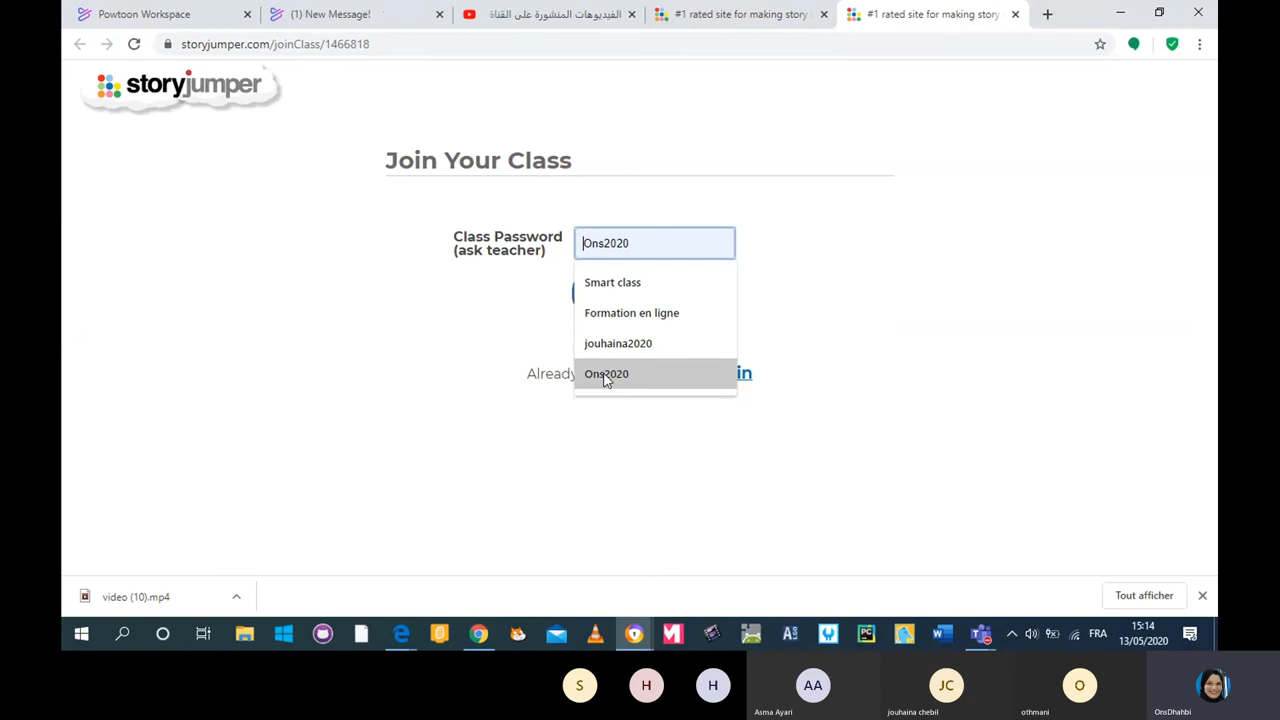 Powtoon Workspace
(1) New Message!
الفيديوهات المنشورة على القناة
#1 rated site for making story
#1 rated site for making story
storyjumper.com/joinClass/1466818
storyjumper
Join Your Class
Class Password
(ask teacher)
Ons2020
Smart class
Formation en ligne
jouhaina2020
Ons2020
Already
in
video (10).mp4
Tout afficher
FRA
15:14
13/05/2020
S
H
H
AA
JC
O
Asma Ayari
jouhaina chebil
othmani
OnsDhahbi